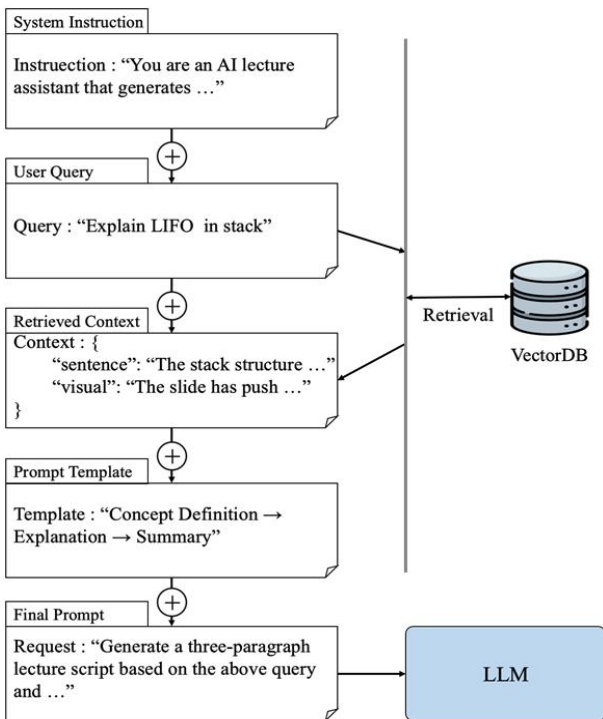 System Instruction
Instruection : “You are an AI lecture
assistant that generates …”
User Query
Query : “Explain LIFO in stack”
Retrieved Context
Context : {
“sentence”: “The stack structure …”
“visual”: “The slide has push …”
}
Retrieval
VectorDB
Prompt Template
Template : “Concept Definition →
Explanation → Summary”
Final Prompt
Request : “Generate a three-paragraph
lecture script based on the above query
and …”
LLM